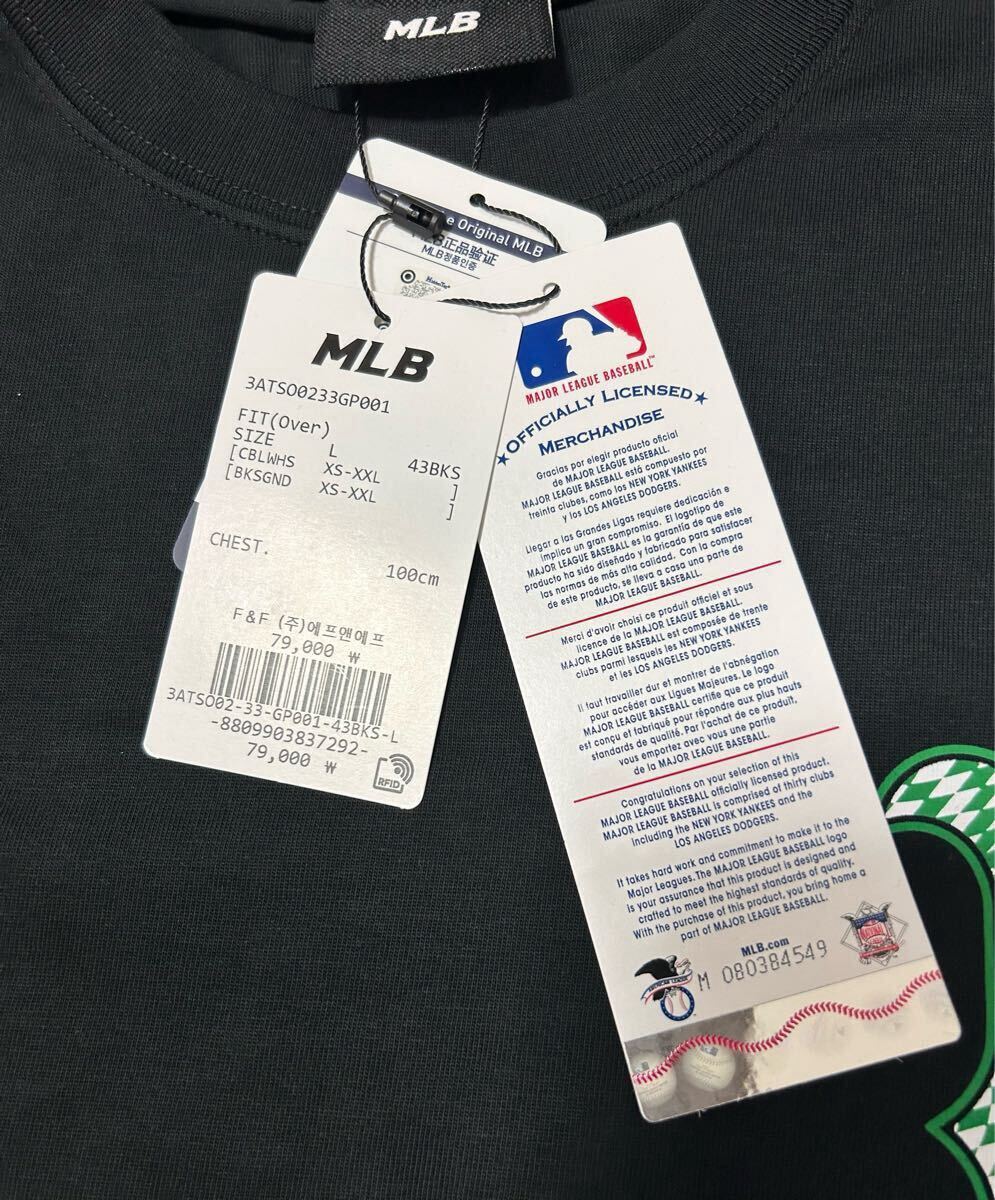 MLB
e Original MLB
正品验证
MLB정품인증
MLB
3ATSO0233GP001
FIT(Over)
SIZE L 43BKS
[CBLWHS XS-XXL ]
[BKSGND XS-XXL ]
CHEST. 100cm
F&F (주)에프앤에프
79,000 ₩
3ATSO02-33-GP001-43BKS-L
-8809903837292-
79,000 ₩
RFID
MAJOR LEAGUE BASEBALL™
★OFFICIALLY LICENSED★
MERCHANDISE
Gracias por elegir producto oficial
de MAJOR LEAGUE BASEBALL.
MAJOR LEAGUE BASEBALL está compuesto por
treinta clubes, como los NEW YORK YANKEES
y los LOS ANGELES DODGERS.
Llegar a las Grandes Ligas requiere dedicación e
implica un gran compromiso. El logotipo de
MAJOR LEAGUE BASEBALL es la garantía de que este
producto ha sido diseñado y fabricado para satisfacer
las normas de más alta calidad. Con la compra
de este producto, se lleva a casa una parte de
MAJOR LEAGUE BASEBALL.
Merci d'avoir choisi ce produit officiel et sous
licence de la MAJOR LEAGUE BASEBALL.
MAJOR LEAGUE BASEBALL est composée de trente
clubs parmi lesquels les NEW YORK YANKEES
et les LOS ANGELES DODGERS.
Il faut travailler dur et montrer de l'abnégation
pour accéder aux Ligues Majeures. Le logo
MAJOR LEAGUE BASEBALL certifie que ce produit
est conçu et fabriqué pour répondre aux plus hauts
standards de qualité. Par l'achat de ce produit,
vous emportez avec vous une partie
de la MAJOR LEAGUE BASEBALL.
Congratulations on your selection of this
MAJOR LEAGUE BASEBALL officially licensed product.
MAJOR LEAGUE BASEBALL is comprised of thirty clubs
including the NEW YORK YANKEES and the
LOS ANGELES DODGERS.
It takes hard work and commitment to make it to the
Major Leagues. The MAJOR LEAGUE BASEBALL logo
is your assurance that this product is designed and
crafted to meet the highest standards of quality.
With the purchase of this product, you bring home a
part of MAJOR LEAGUE BASEBALL.
MLB.com
M 080384549
AMERICAN LEAGUE
NATIONAL